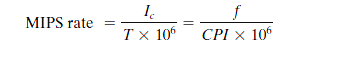 MIPS rate = I_c / (T × 10^6) = f / (CPI × 10^6)